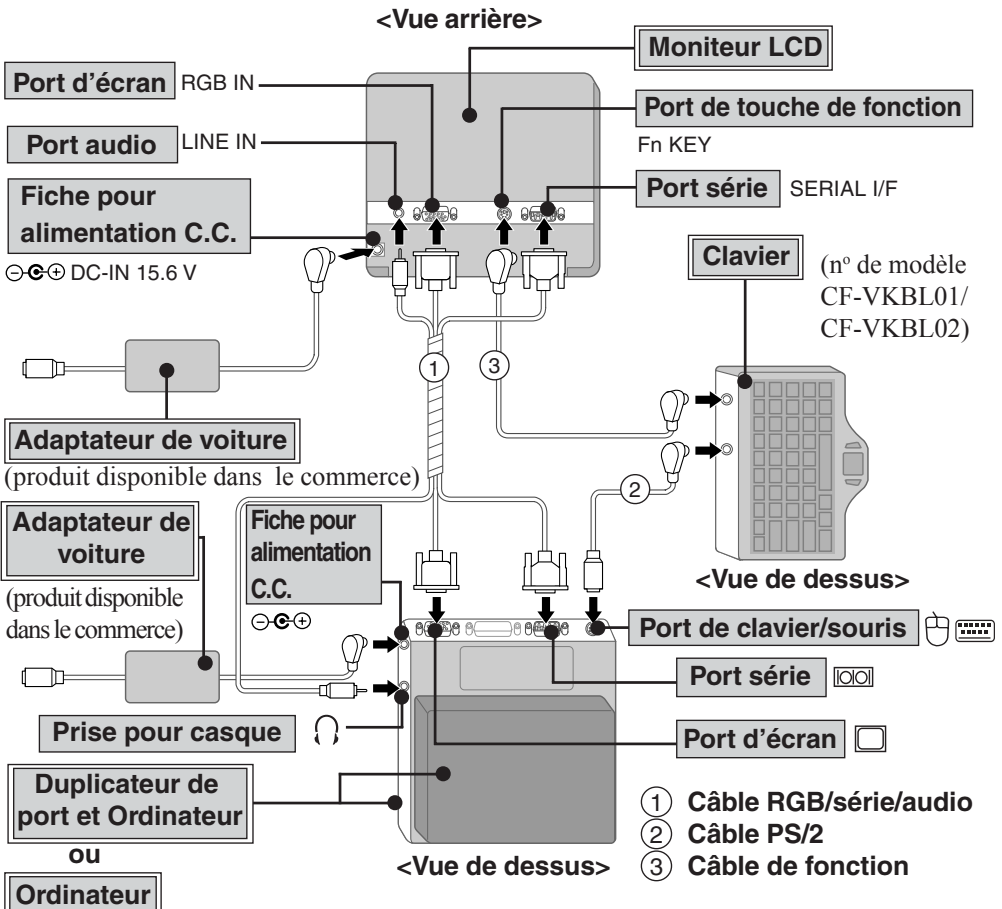 <Vue arrière>
Moniteur LCD
Port d'écran RGB IN
Port de touche de fonction
Fn KEY
Port audio LINE IN
Port série SERIAL I/F
Fiche pour
alimentation C.C.
DC-IN 15.6 V
Clavier
(nº de modèle
CF-VKBL01/
CF-VKBL02)
1
3
Adaptateur de voiture
(produit disponible dans le commerce)
2
Adaptateur de
voiture
(produit disponible
dans le commerce)
Fiche pour
alimentation
C.C.
<Vue de dessus>
Port de clavier/souris
Port série
Prise pour casque
Port d'écran
Duplicateur de
port et Ordinateur
ou
Ordinateur
<Vue de dessus>
1 Câble RGB/série/audio
2 Câble PS/2
3 Câble de fonction